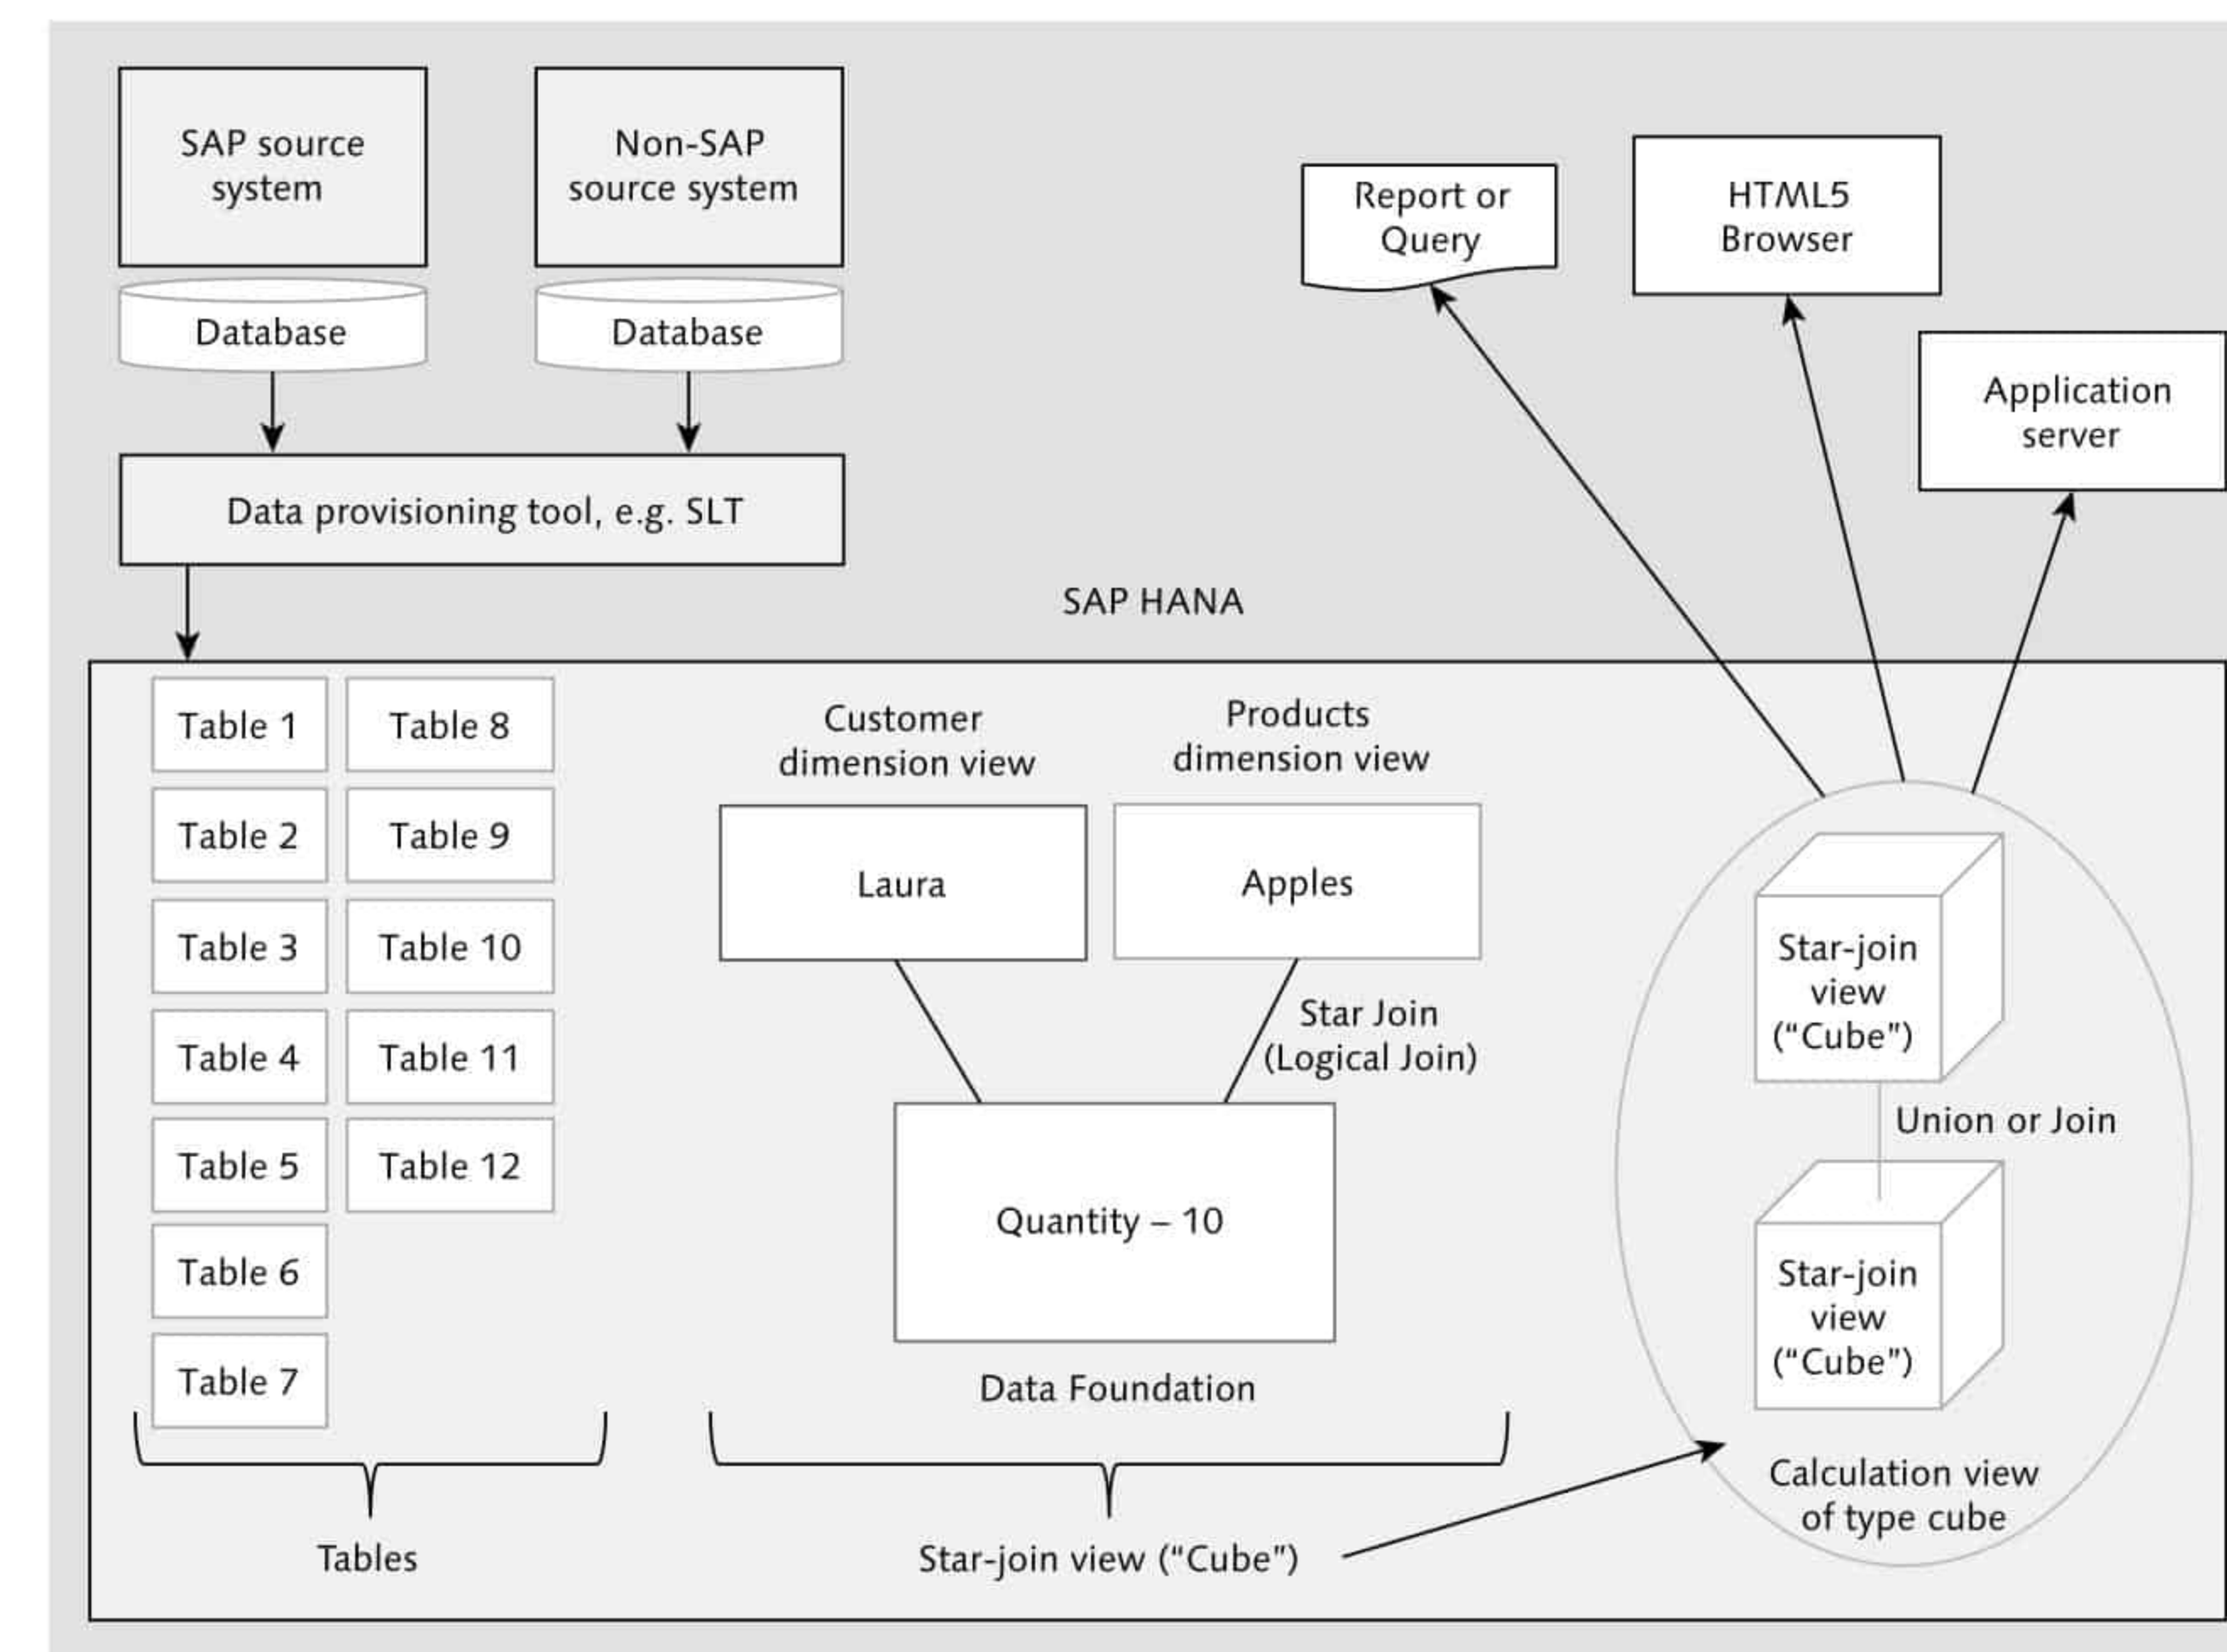 SAP source
system
Non-SAP
source system
Database
Database
Data provisioning tool, e.g. SLT
Report or
Query
HTML5
Browser
Application
server
SAP HANA
Table 1
Table 2
Table 3
Table 4
Table 5
Table 6
Table 7
Table 8
Table 9
Table 10
Table 11
Table 12
Tables
Customer
dimension view
Products
dimension view
Laura
Apples
Star Join
(Logical Join)
Quantity – 10
Data Foundation
Star-join view (“Cube”)
Star-join
view
(“Cube”)
Union or Join
Star-join
view
(“Cube”)
Calculation view
of type cube